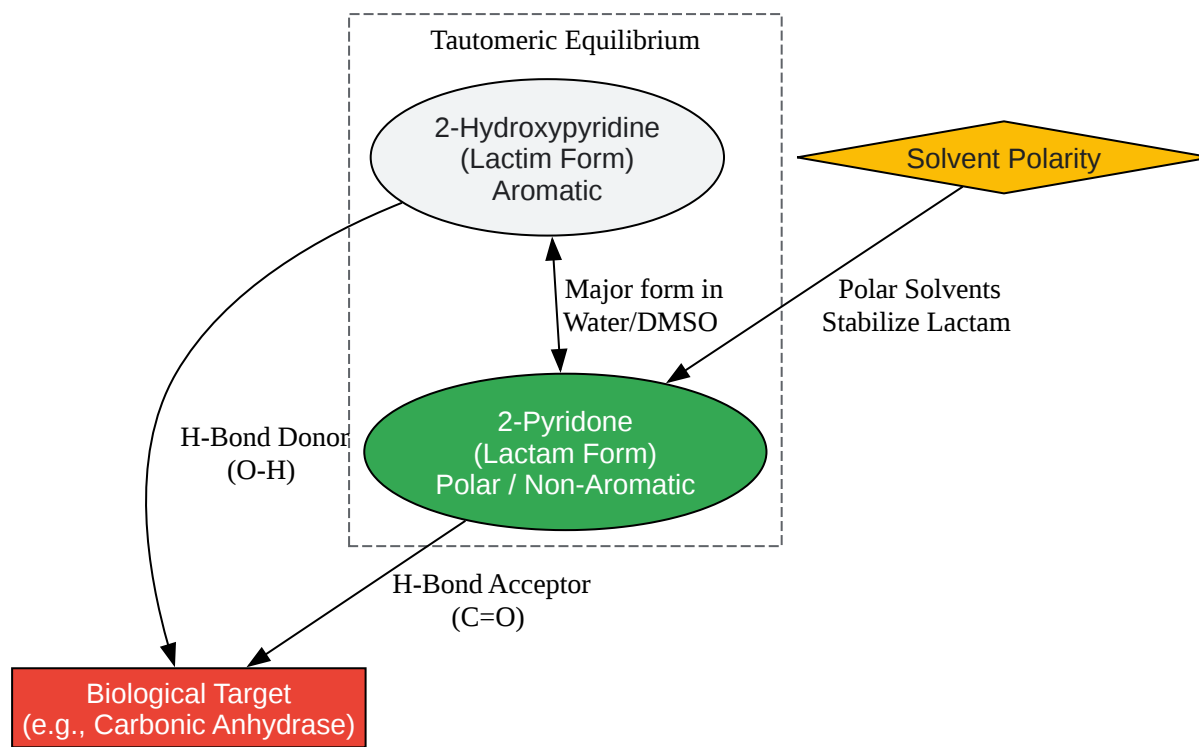 Tautomeric Equilibrium
2-Hydroxypyridine
(Lactim Form)
Aromatic
Solvent Polarity
Major form in
Water/DMSO
Polar Solvents
Stabilize Lactam
2-Pyridone
(Lactam Form)
Polar / Non-Aromatic
H-Bond Donor
(O-H)
H-Bond Acceptor
(C=O)
Biological Target
(e.g., Carbonic Anhydrase)